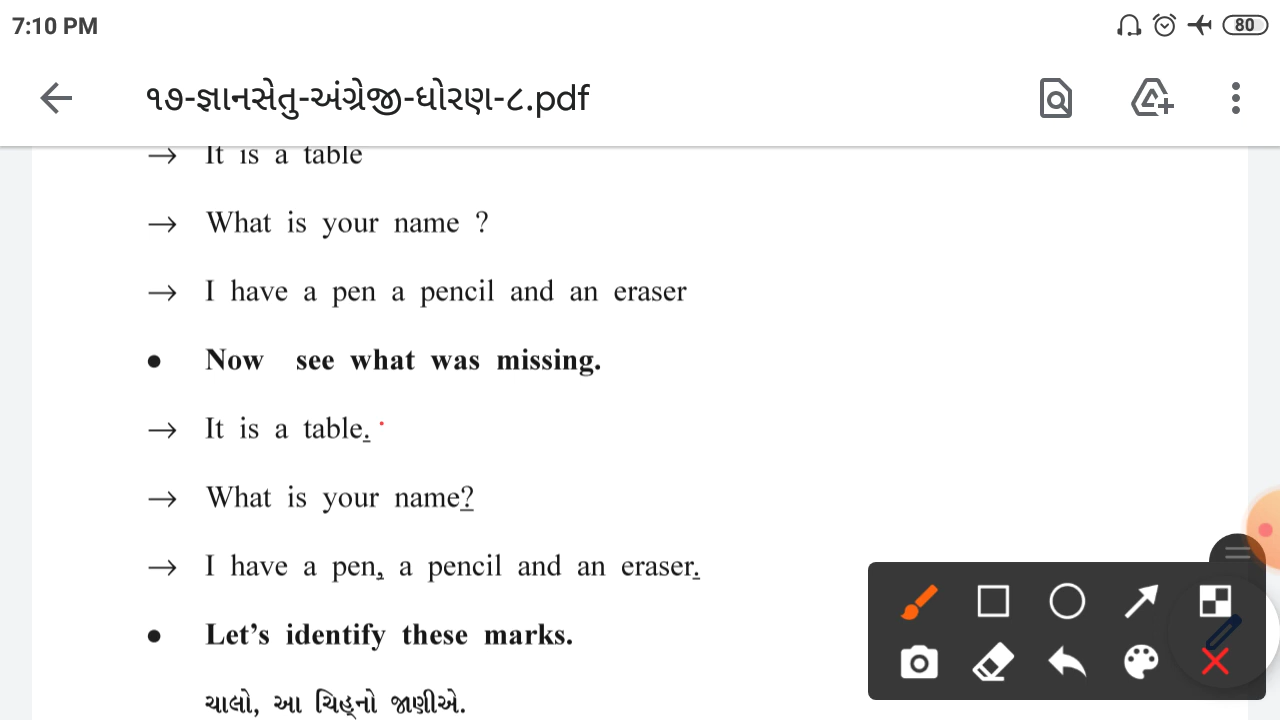 7:10 PM
80
૧૭-જ્ઞાનસેતુ-અંગ્રેજી-ધોરણ-૮.pdf
→ It is a table
→ What is your name ?
→ I have a pen a pencil and an eraser
● Now see what was missing.
→ It is a table.
→ What is your name?
→ I have a pen, a pencil and an eraser.
● Let’s identify these marks.
ચાલો, આ ચિહ્નો જાણીએ.